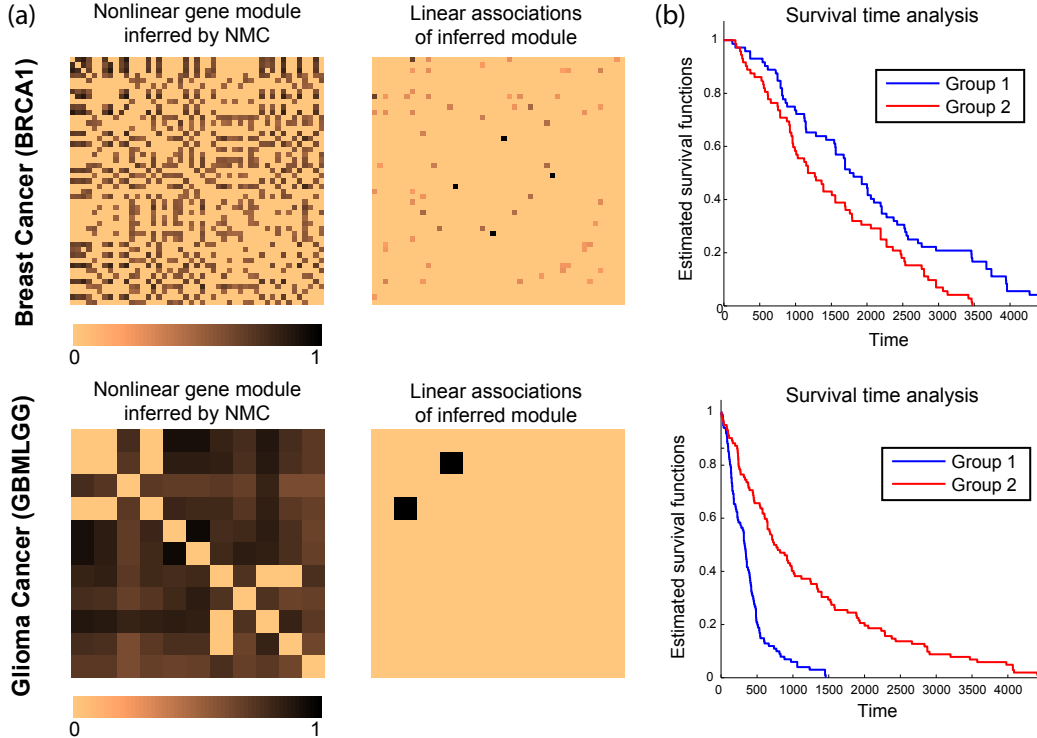 (a)
Nonlinear gene module
inferred by NMC
Linear associations
of inferred module
Breast Cancer (BRCA1)
0
1
(b)
Survival time analysis
Estimated survival functions
1
0.8
0.6
0.4
0.2
0
500
1000
1500
2000
2500
3000
3500
4000
Time
Group 1
Group 2
Nonlinear gene module
inferred by NMC
Linear associations
of inferred module
Glioma Cancer (GBMLGG)
0
1
Survival time analysis
Estimated survival functions
1
0.8
0.6
0.4
0.2
0
0
500
1000
1500
2000
2500
3000
3500
4000
Time
Group 1
Group 2